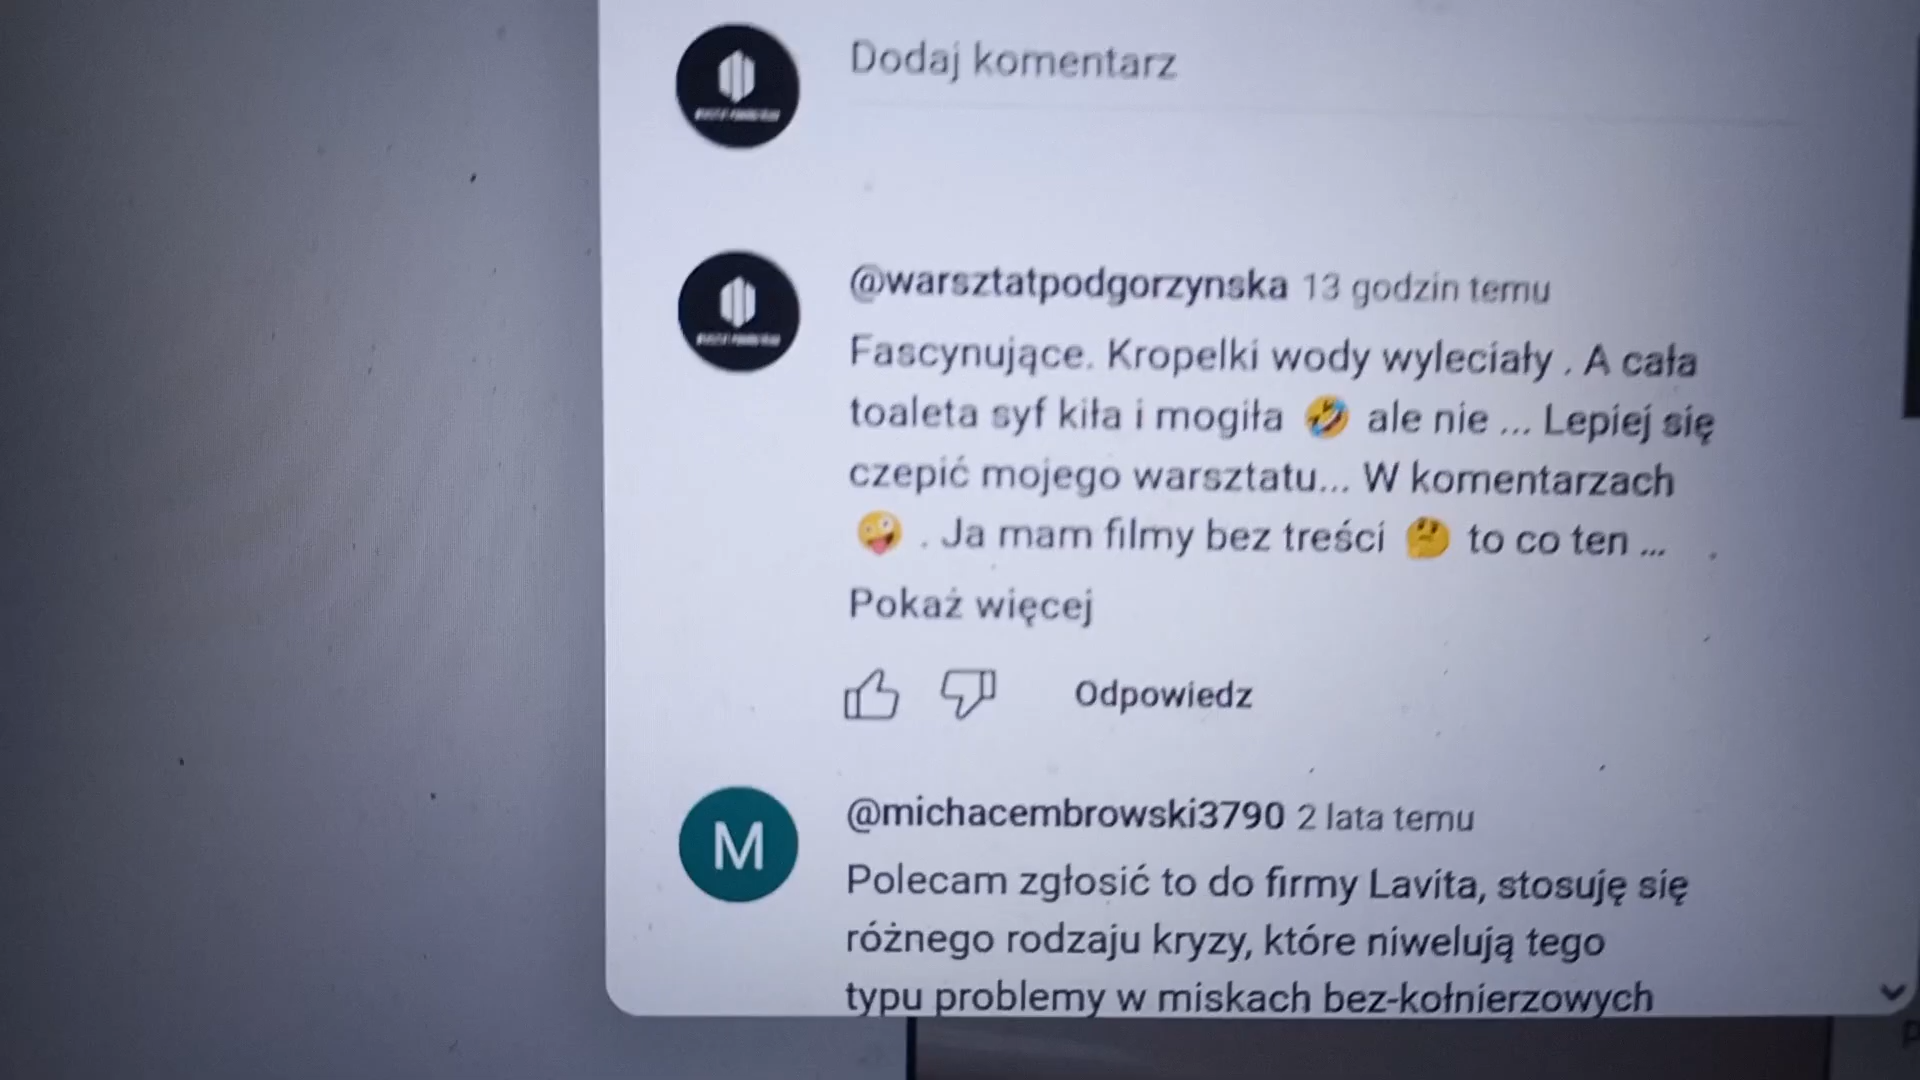 Dodaj komentarz
@warsztatpodgorzynska 13 godzin temu
Fascynujące. Kropelki wody wyleciały . A cała
toaleta syf kiła i mogiła 🤣 ale nie ... Lepiej się
czepić mojego warsztatu... W komentarzach
🤪 . Ja mam filmy bez treści 🤔 to co ten ...
Pokaż więcej
Odpowiedz
M
@michacembrowski3790 2 lata temu
Polecam zgłosić to do firmy Lavita, stosuję się
różnego rodzaju kryzy, które niwelują tego
typu problemy w miskach bez-kołnierzowych